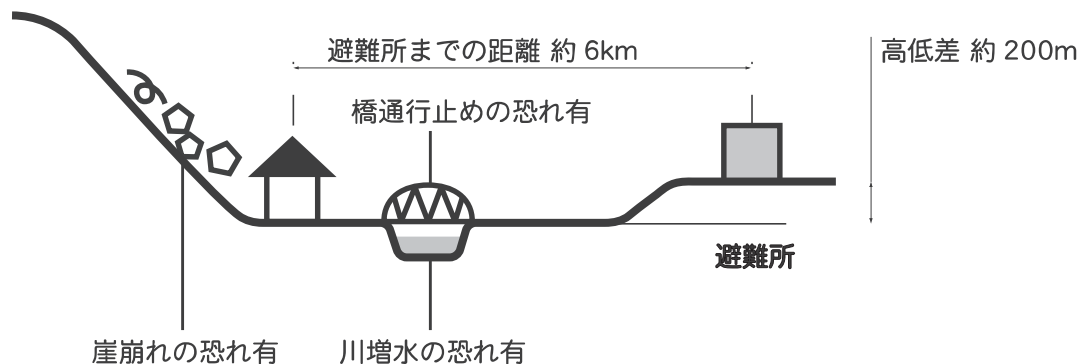 避難所までの距離 約 6km
高低差 約 200m
橋通行止めの恐れ有
避難所
崖崩れの恐れ有
川増水の恐れ有